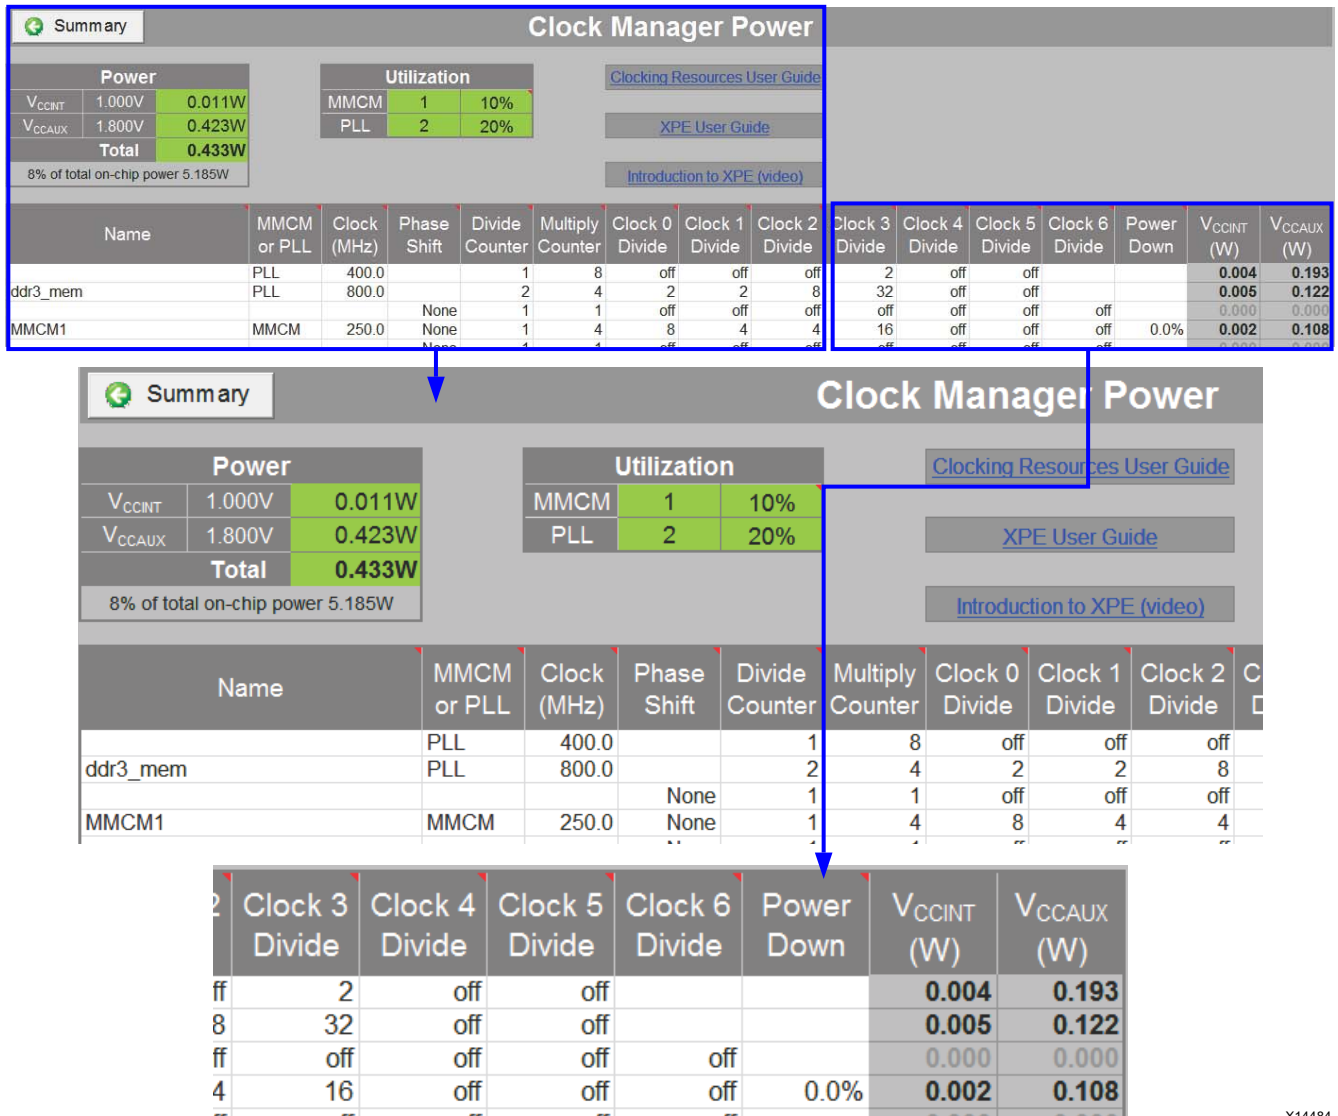 Summary Clock Manager Power
Power Utilization Clocking Resources User Guide
VCCINT 1.000V 0.011W MMCM 1 10%
VCCAUX 1.800V 0.423W PLL 2 20% XPE User Guide
Total 0.433W
8% of total on-chip power 5.185W Introduction to XPE (video)
Name MMCM or PLL Clock (MHz) Phase Shift Divide Counter Multiply Counter Clock 0 Divide Clock 1 Divide Clock 2 Divide Clock 3 Divide Clock 4 Divide Clock 5 Divide Clock 6 Divide Power Down VCCINT (W) VCCAUX (W)
PLL 400.0 1 8 off off off 2 off off 0.004 0.193
ddr3_mem PLL 800.0 2 4 2 2 8 32 off off 0.005 0.122
None 1 1 off off off off off off off 0.000 0.000
MMCM1 MMCM 250.0 None 1 4 8 4 4 16 off off off 0.0% 0.002 0.108
Summary Clock Manager Power
Power Utilization Clocking Resources User Guide
VCCINT 1.000V 0.011W MMCM 1 10%
VCCAUX 1.800V 0.423W PLL 2 20% XPE User Guide
Total 0.433W
8% of total on-chip power 5.185W Introduction to XPE (video)
Name MMCM or PLL Clock (MHz) Phase Shift Divide Counter Multiply Counter Clock 0 Divide Clock 1 Divide Clock 2 Divide
PLL 400.0 1 8 off off off
ddr3_mem PLL 800.0 2 4 2 2 8
None 1 1 off off off
MMCM1 MMCM 250.0 None 1 4 8 4 4
2 Clock 3 Divide Clock 4 Divide Clock 5 Divide Clock 6 Divide Power Down VCCINT (W) VCCAUX (W)
ff 2 off off 0.004 0.193
8 32 off off 0.005 0.122
ff off off off off 0.000 0.000
4 16 off off off 0.0% 0.002 0.108